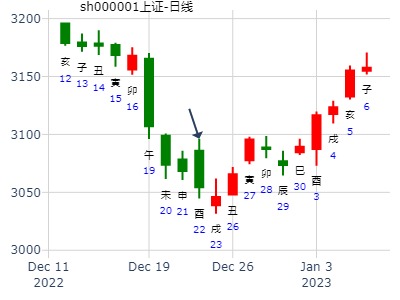 sh000001上证-日线
3200
3150
3100
3050
3000
亥
12
子
13
丑
14
寅
15
卯
16
午
19
未
20
申
21
酉
22
戌
23
丑
26
寅
27
卯
28
辰
29
巳
30
酉
3
戌
4
亥
5
子
6
Dec 11
2022
Dec 19
Dec 26
Jan 3
2023